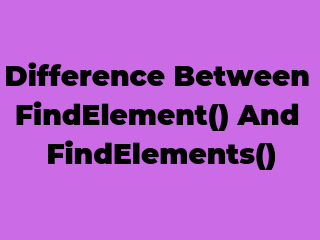 Difference Between
FindElement() And
FindElements()